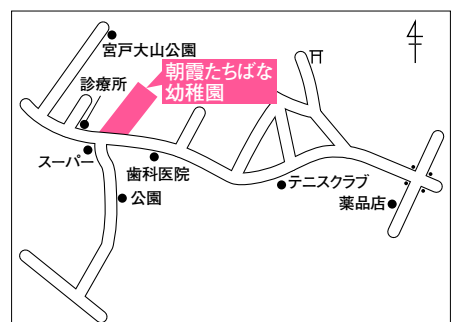 宮戸大山公園
朝霞たちばな
幼稚園
診療所
スーパー
歯科医院
公園
テニスクラブ
薬品店